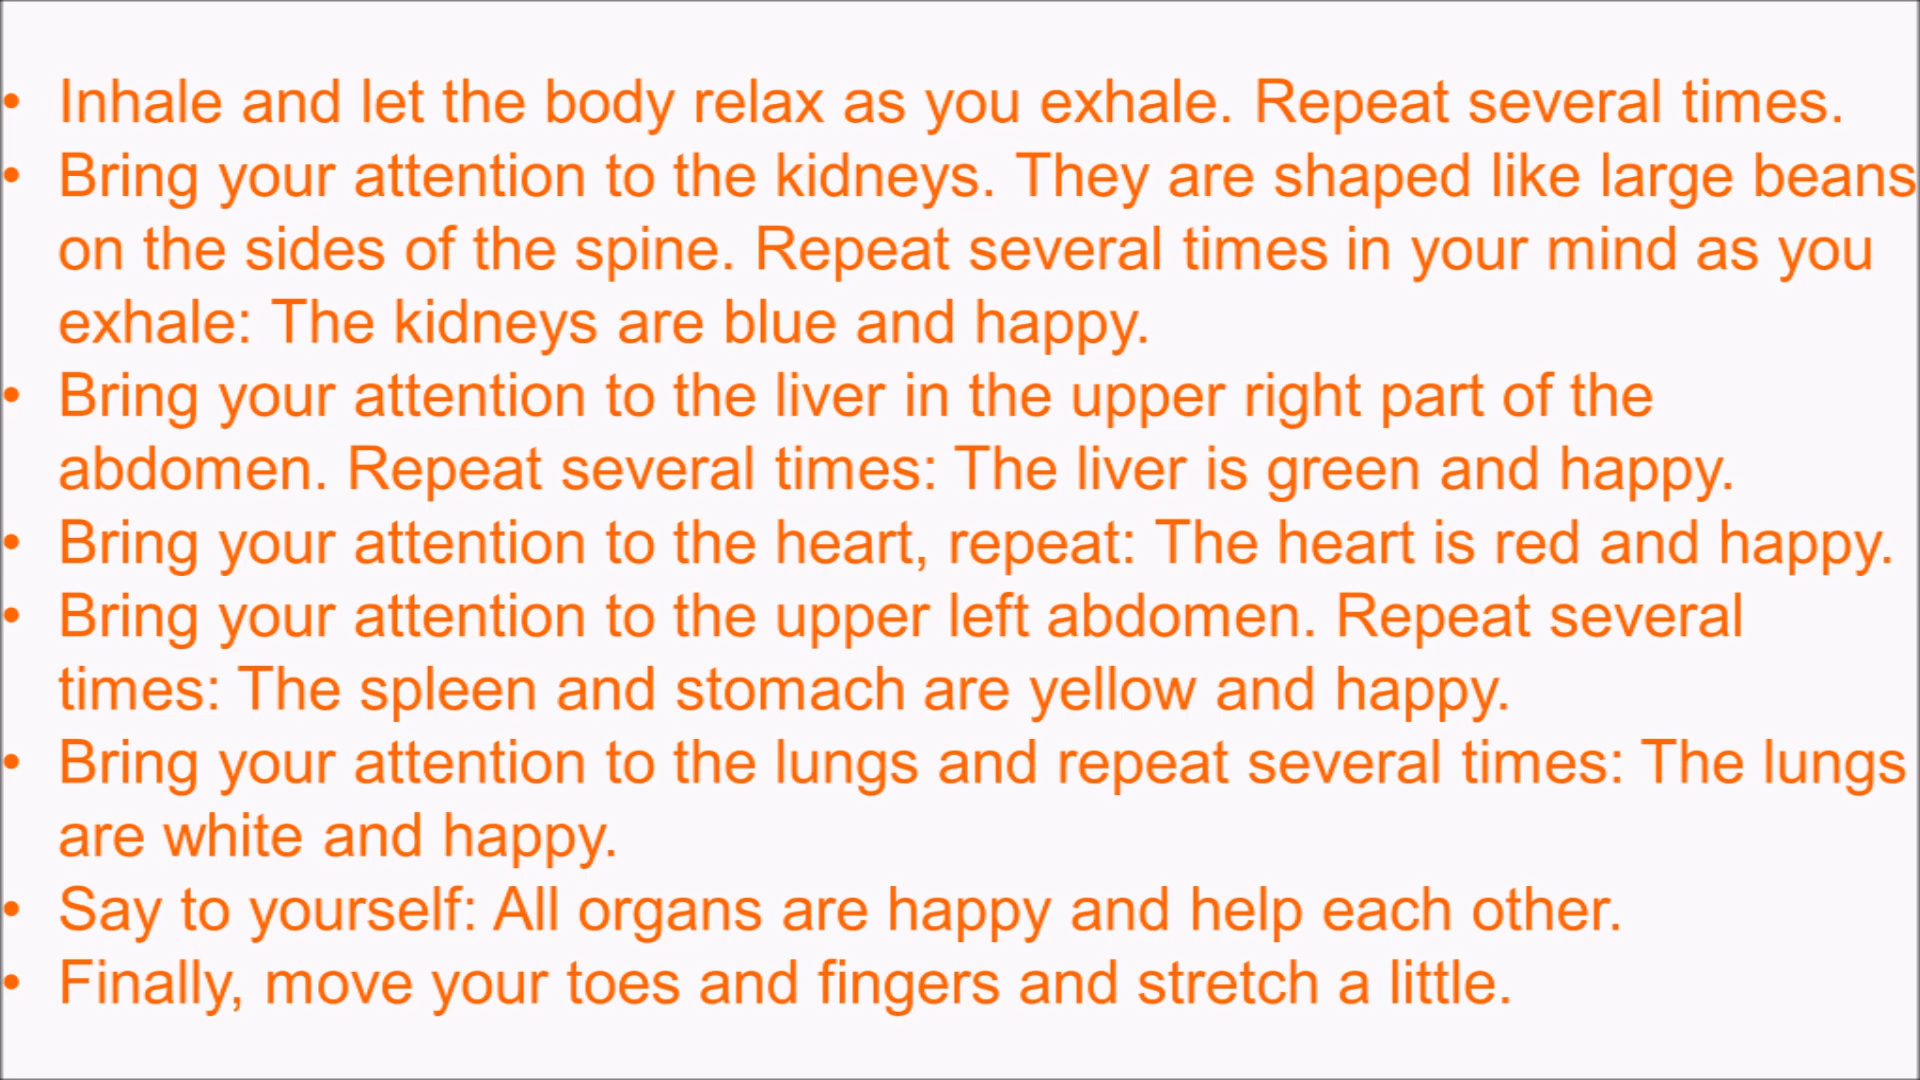 • Inhale and let the body relax as you exhale. Repeat several times.
• Bring your attention to the kidneys. They are shaped like large beans
on the sides of the spine. Repeat several times in your mind as you
exhale: The kidneys are blue and happy.
• Bring your attention to the liver in the upper right part of the
abdomen. Repeat several times: The liver is green and happy.
• Bring your attention to the heart, repeat: The heart is red and happy.
• Bring your attention to the upper left abdomen. Repeat several
times: The spleen and stomach are yellow and happy.
• Bring your attention to the lungs and repeat several times: The lungs
are white and happy.
• Say to yourself: All organs are happy and help each other.
• Finally, move your toes and fingers and stretch a little.